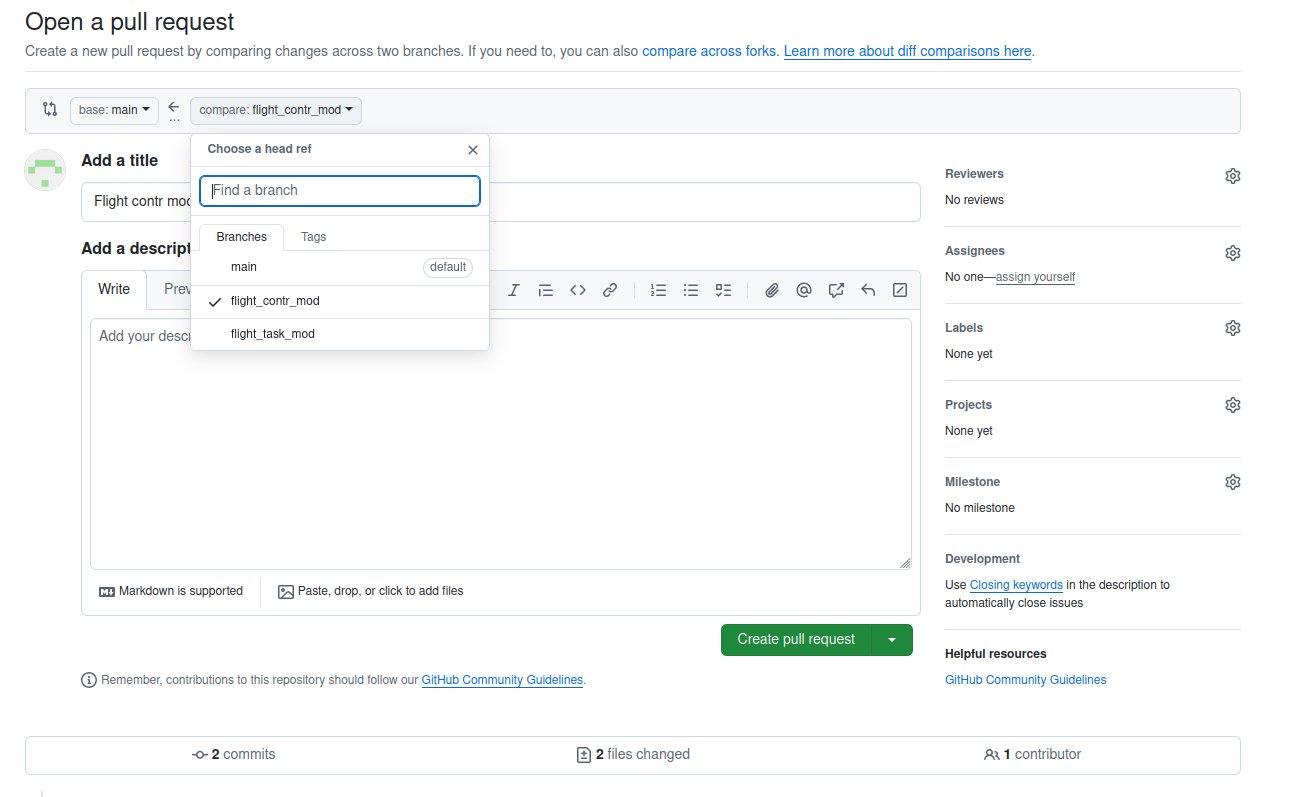 Open a pull request
Create a new pull request by comparing changes across two branches. If you need to, you can also compare across forks. Learn more about diff comparisons here.
base: main
...
compare: flight_contr_mod
Choose a head ref
Find a branch
Branches
Tags
main
default
flight_contr_mod
flight_task_mod
Add a title
Flight contr mod
Add a descript
Write
Prev
Add your descr
Markdown is supported
Paste, drop, or click to add files
Create pull request
Remember, contributions to this repository should follow our GitHub Community Guidelines.
Reviewers
No reviews
Assignees
No one—assign yourself
Labels
None yet
Projects
None yet
Milestone
No milestone
Development
Use Closing keywords in the description to
automatically close issues
Helpful resources
GitHub Community Guidelines
2 commits
2 files changed
1 contributor